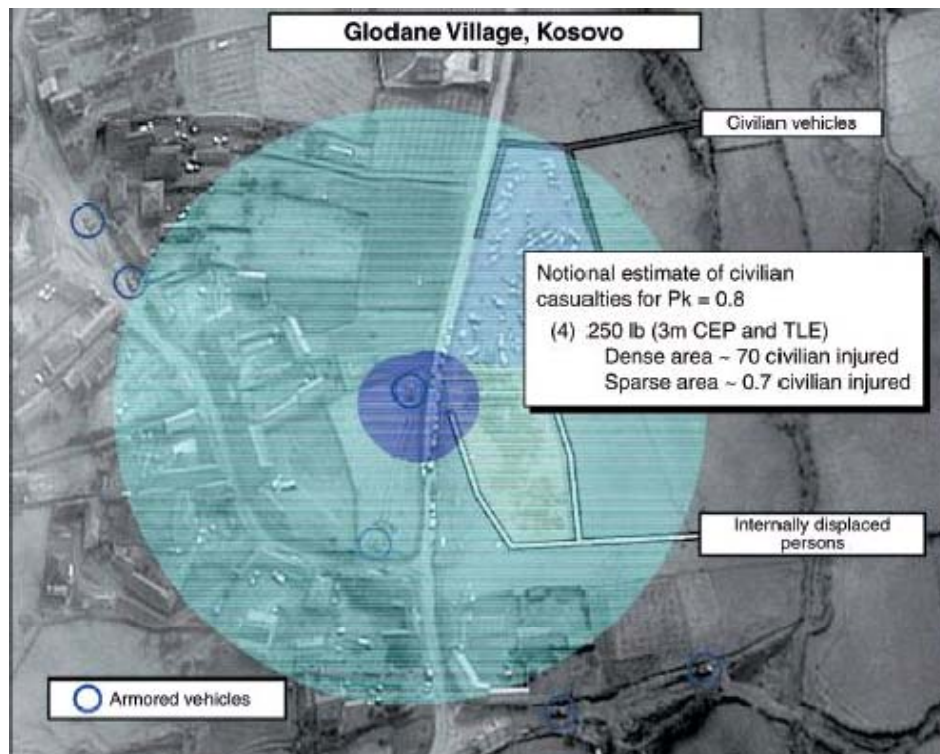 Glodane Village, Kosovo
Civilian vehicles
Notional estimate of civilian
casualties for Pk = 0.8
(4) 250 lb (3m CEP and TLE)
Dense area ~ 70 civilian injured
Sparse area ~ 0.7 civilian injured
Internally displaced
persons
Armored vehicles